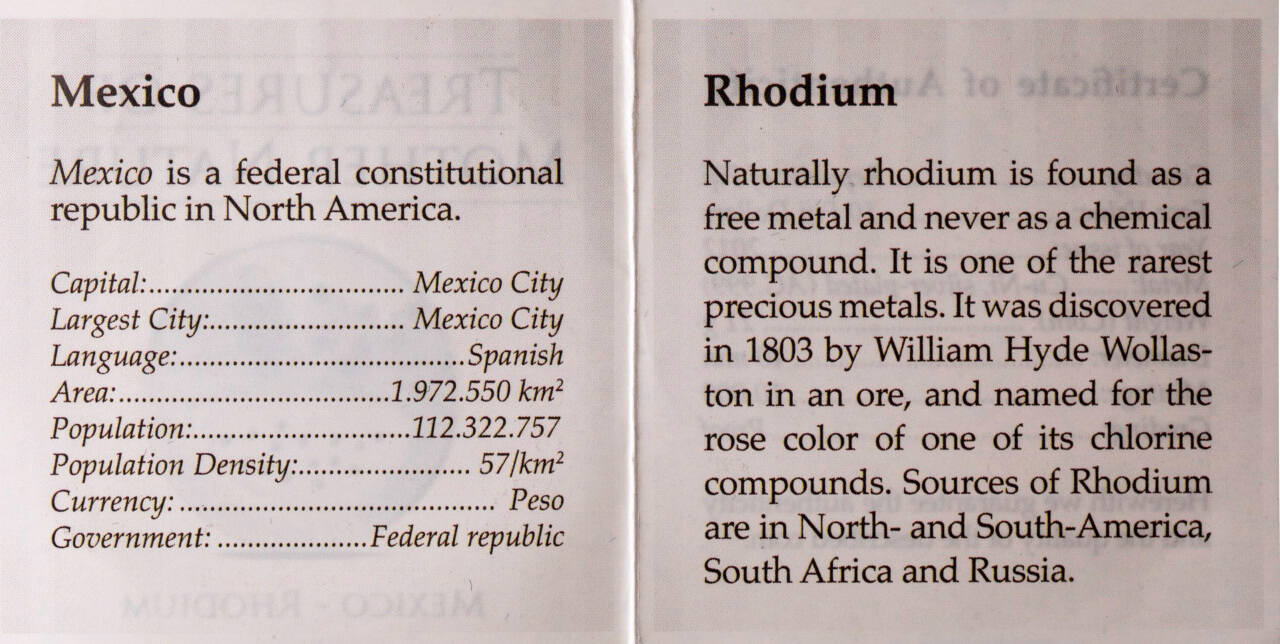 Mexico
Mexico is a federal constitutional
republic in North America.
Capital:................................. Mexico City
Largest City:......................... Mexico City
Language:.....................................Spanish
Area:...................................1.972.550 km²
Population:............................112.322.757
Population Density:...................... 57/km²
Currency: ......................................... Peso
Government: ...................Federal republic
Rhodium
Naturally rhodium is found as a
free metal and never as a chemical
compound. It is one of the rarest
precious metals. It was discovered
in 1803 by William Hyde Wollas-
ton in an ore, and named for the
rose color of one of its chlorine
compounds. Sources of Rhodium
are in North- and South-America,
South Africa and Russia.